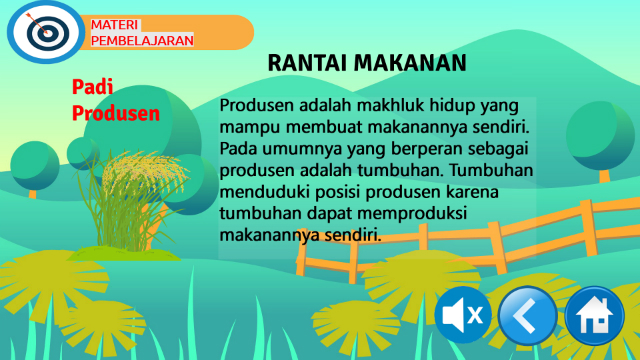 MATERI
PEMBELAJARAN
RANTAI MAKANAN
Padi
Produsen
Produsen adalah makhluk hidup yang
mampu membuat makanannya sendiri.
Pada umumnya yang berperan sebagai
produsen adalah tumbuhan. Tumbuhan
menduduki posisi produsen karena
tumbuhan dapat memproduksi
makanannya sendiri.